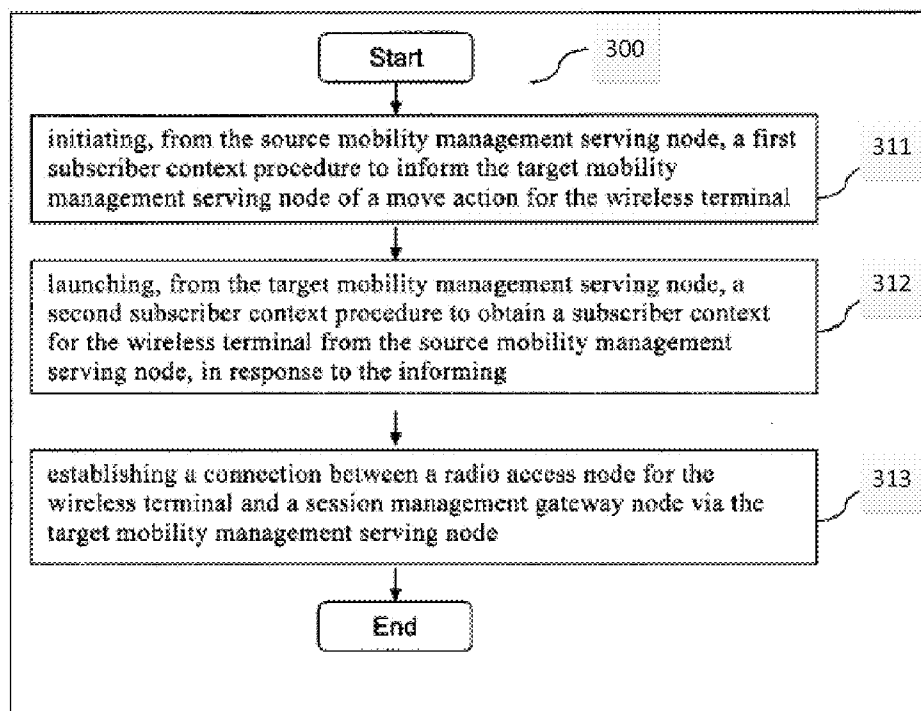 Start
300
initiating, from the source mobility management serving node, a first
subscriber context procedure to inform the target mobility
management serving node of a move action for the wireless terminal
311
launching, from the target mobility management serving node, a
second subscriber context procedure to obtain a subscriber context
for the wireless terminal from the source mobility management
serving node, in response to the informing
312
establishing a connection between a radio access node for the
wireless terminal and a session management gateway node via the
target mobility management serving node
313
End